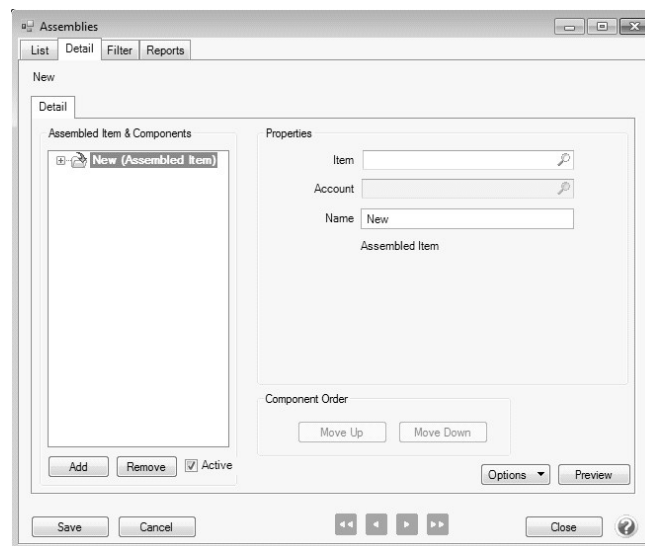 Assemblies
List Detail Filter Reports
New
Detail
Assembled Item & Components
New (Assembled Item)
Properties
Item
Account
Name New
Assembled Item
Component Order
Move Up Move Down
Add Remove Active
Options Preview
Save Cancel Close ?